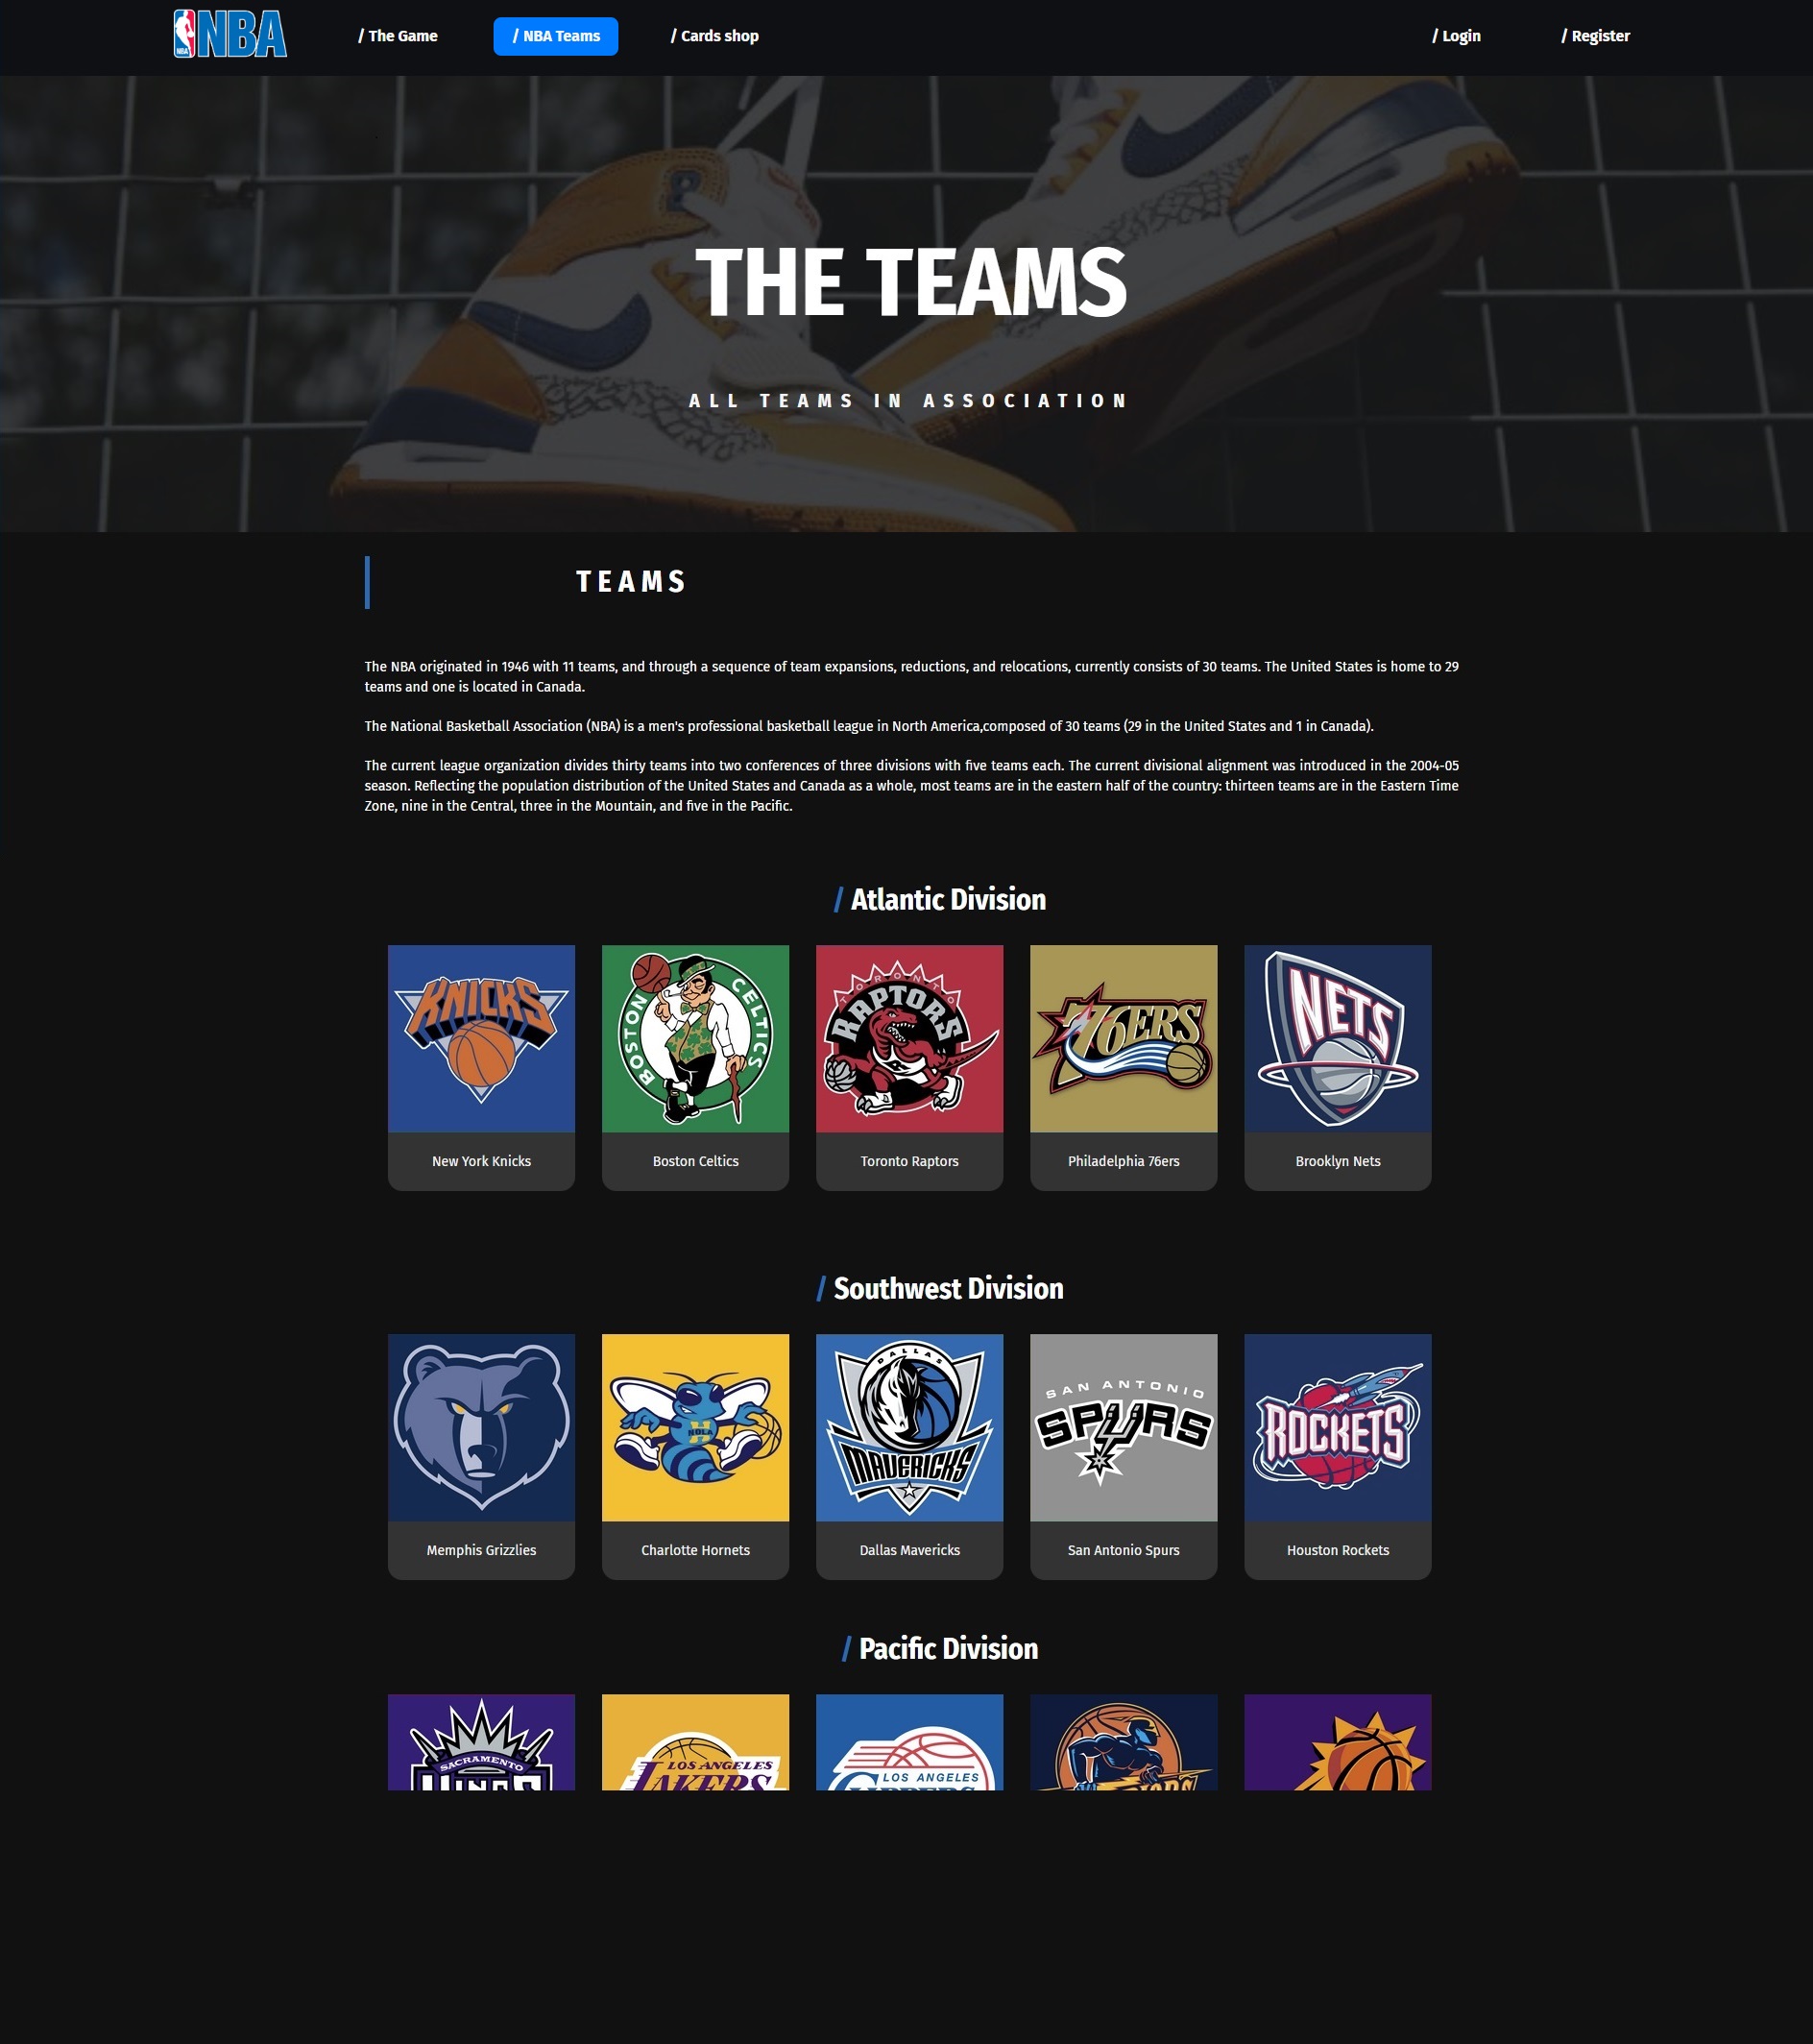 NBA
NBA
/ The Game
/ NBA Teams
/ Cards shop
/ Login
/ Register
THE TEAMS
ALL TEAMS IN ASSOCIATION
TEAMS
The NBA originated in 1946 with 11 teams, and through a sequence of team expansions, reductions, and relocations, currently consists of 30 teams. The United States is home to 29
teams and one is located in Canada.
The National Basketball Association (NBA) is a men's professional basketball league in North America,composed of 30 teams (29 in the United States and 1 in Canada).
The current league organization divides thirty teams into two conferences of three divisions with five teams each. The current divisional alignment was introduced in the 2004-05
season. Reflecting the population distribution of the United States and Canada as a whole, most teams are in the eastern half of the country: thirteen teams are in the Eastern Time
Zone, nine in the Central, three in the Mountain, and five in the Pacific.
/ Atlantic Division
KNICKS
BOSTON CELTICS
TORONTO
RAPTORS
76ERS
NETS
New York Knicks
Boston Celtics
Toronto Raptors
Philadelphia 76ers
Brooklyn Nets
/ Southwest Division
NOLA
DALLAS
MAVERICKS
SAN ANTONIO
SPURS
ROCKETS
Memphis Grizzlies
Charlotte Hornets
Dallas Mavericks
San Antonio Spurs
Houston Rockets
/ Pacific Division
SACRAMENTO
KINGS
LOS ANGELES
LAKERS
LOS ANGELES